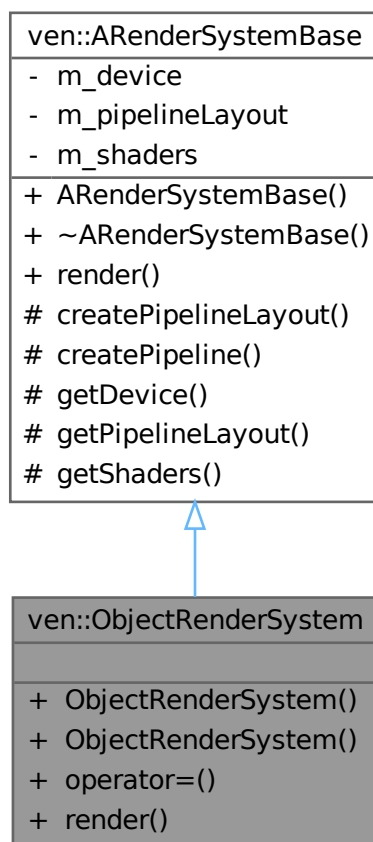 ven::ARenderSystemBase
- m_device
- m_pipelineLayout
- m_shaders
+ ARenderSystemBase()
+ ~ARenderSystemBase()
+ render()
# createPipelineLayout()
# createPipeline()
# getDevice()
# getPipelineLayout()
# getShaders()
ven::ObjectRenderSystem
+ ObjectRenderSystem()
+ ObjectRenderSystem()
+ operator=()
+ render()